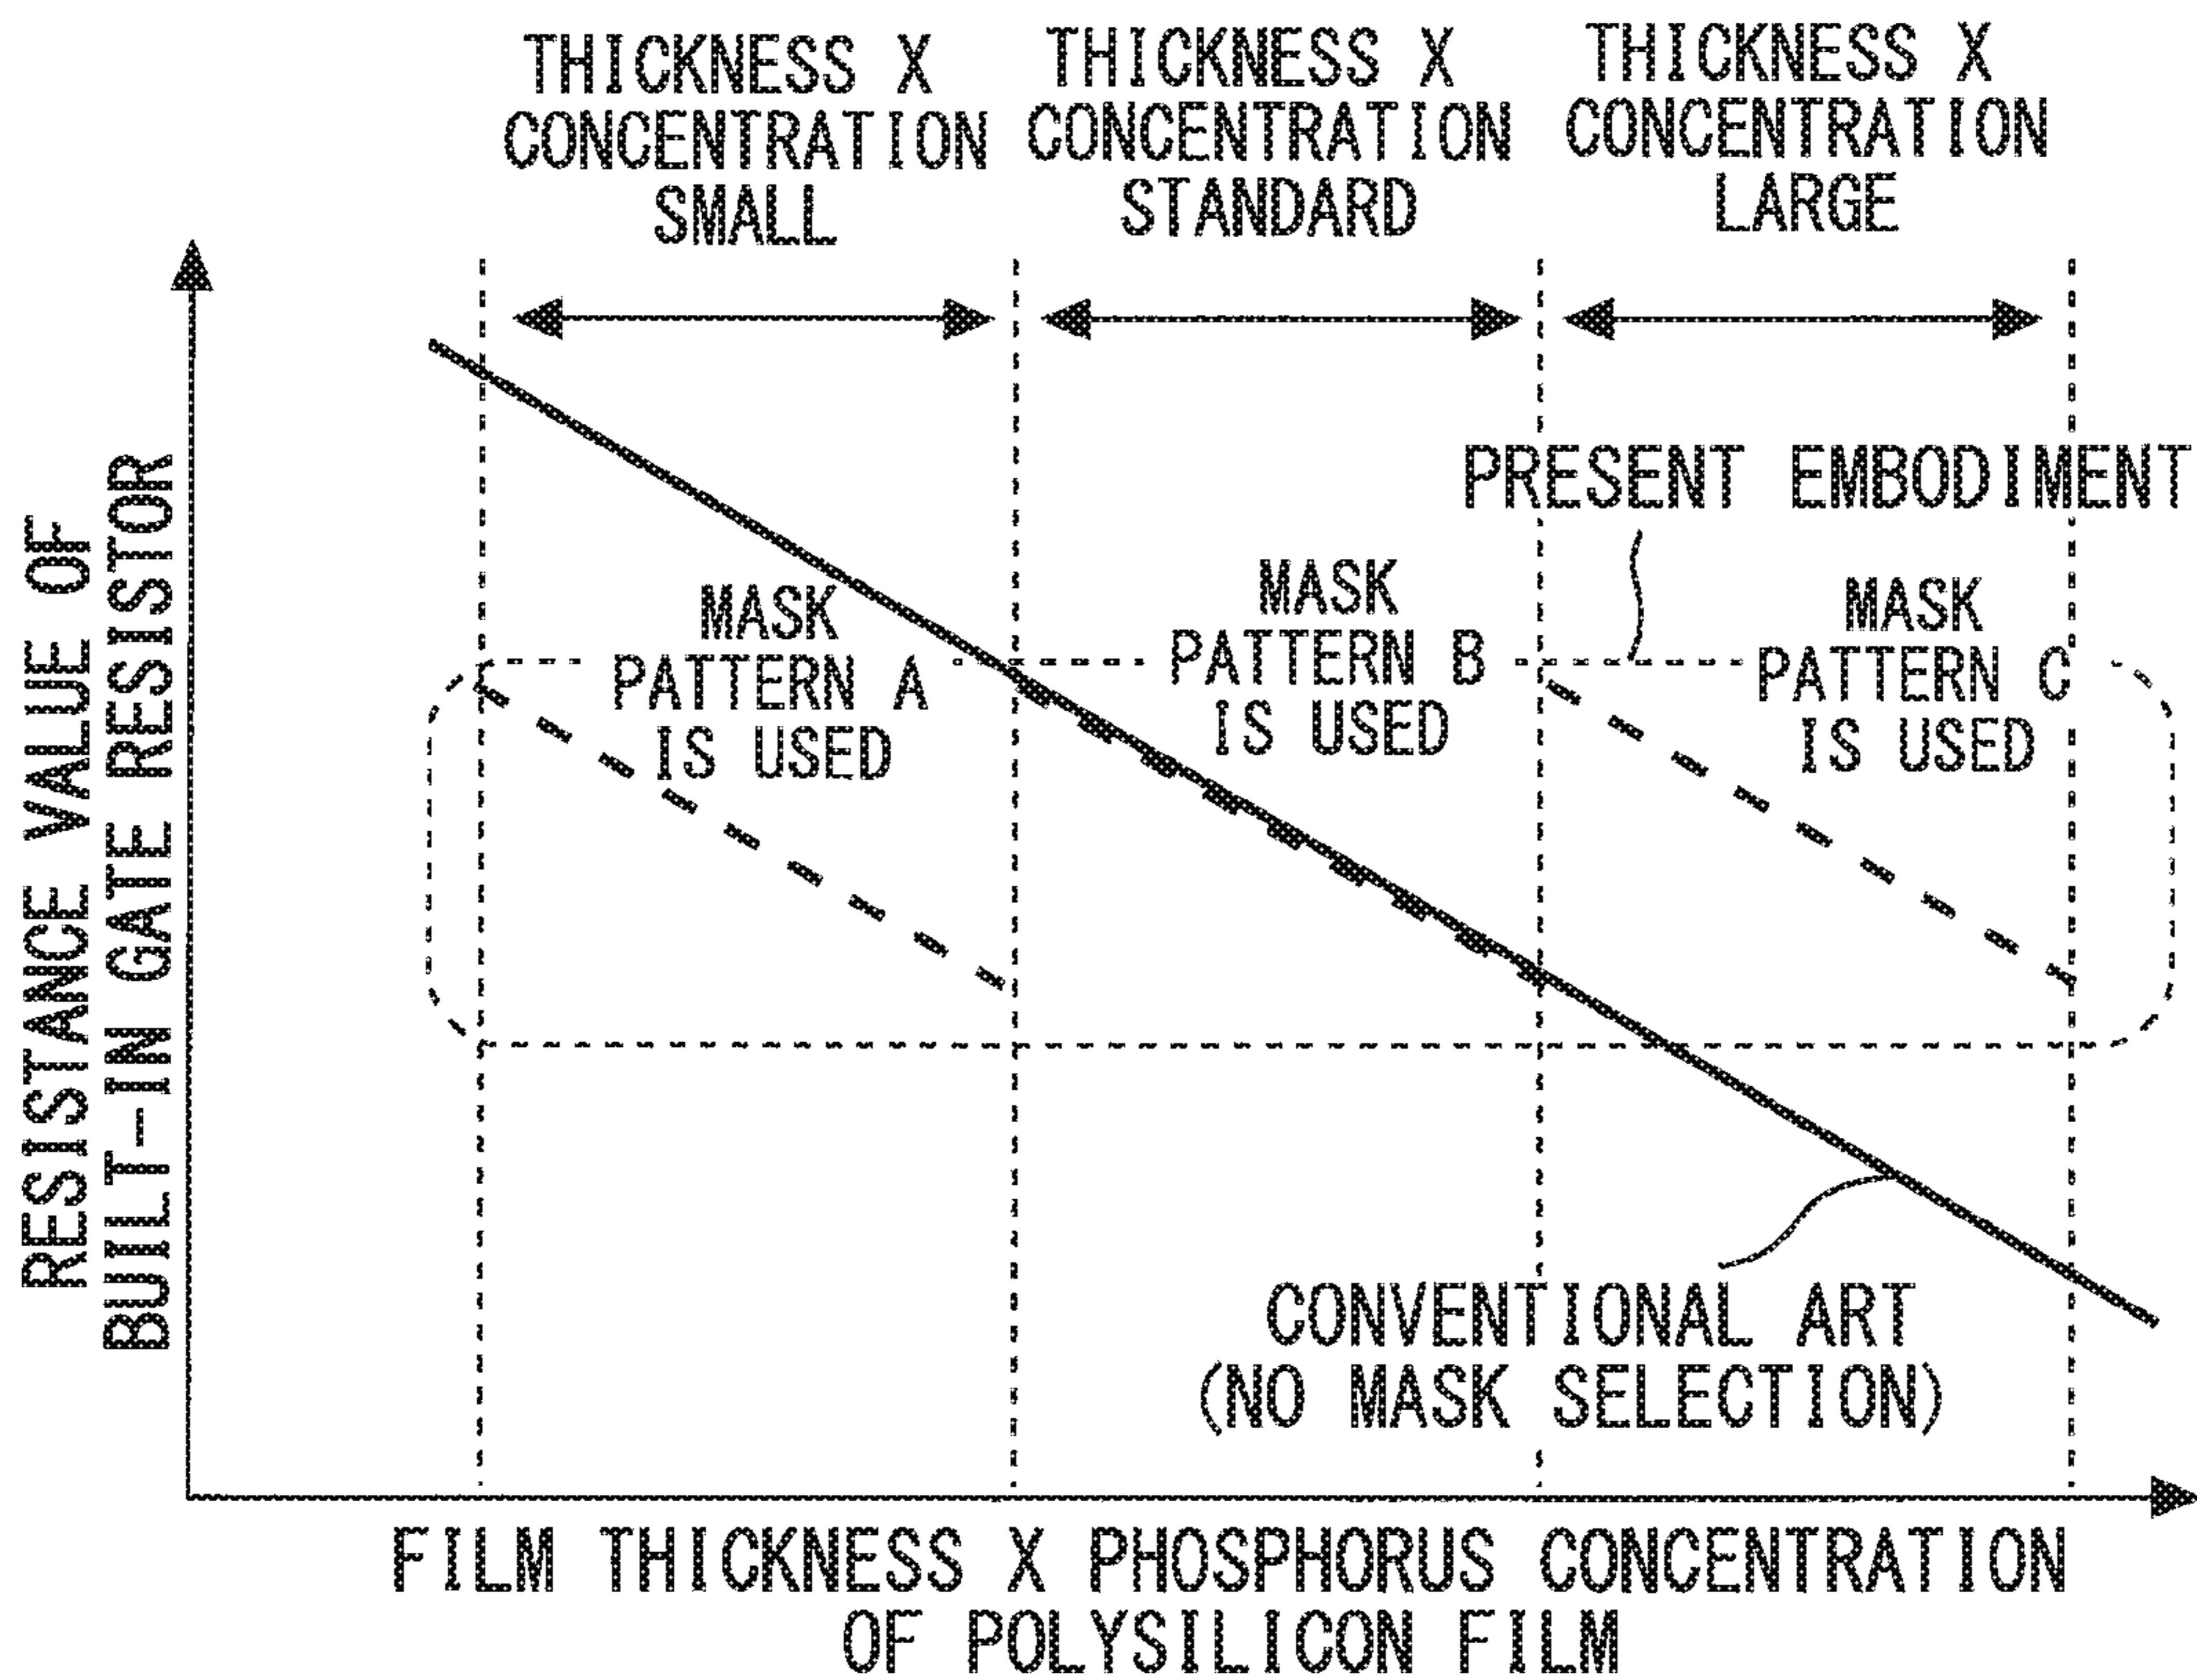 THICKNESS X
CONCENTRATION
SMALL
THICKNESS X
CONCENTRATION
STANDARD
THICKNESS X
CONCENTRATION
LARGE
PRESENT EMBODIMENT
MASK
PATTERN A
IS USED
MASK
PATTERN B
IS USED
MASK
PATTERN C
IS USED
RESISTANCE VALUE OF
BUILT-IN GATE RESISTOR
CONVENTIONAL ART
(NO MASK SELECTION)
FILM THICKNESS X PHOSPHORUS CONCENTRATION
OF POLYSILICON FILM